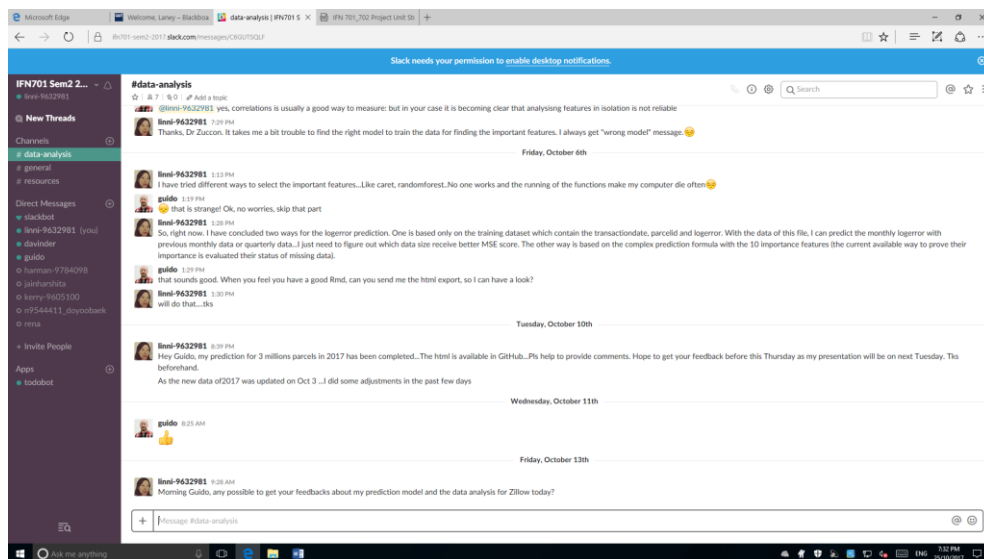 Microsoft Edge
Welcome, Laney – Blackboa
data-analysis | IFN701 S
IFN 701_702 Project Unit Sh
ifn701-sem2-2017.slack.com/messages/C6GUTSQLF
Slack needs your permission to enable desktop notifications.
IFN701 Sem2 2...
linni-9632981
New Threads
Channels
# data-analysis
# general
# resources
Direct Messages
slackbot
linni-9632981 (you)
davinder
guido
hannan-9784098
jainharshita
kerry-9605100
n9544411_doyoobaek
rena
+ Invite People
Apps
todobot
#data-analysis
7
0
Add a topic
Search
@linni-9632981 yes, correlations is usually a good way to measure: but in your case it is becoming clear that analysising features in isolation is not reliable
linni-9632981 7:29 PM
Thanks, Dr Zuccon. It takes me a bit trouble to find the right model to train the data for finding the important features. I always get "wrong model" message.
Friday, October 6th
linni-9632981 1:13 PM
I have tried different ways to select the important features...Like caret, randomforest..No one works and the running of the functions make my computer die often
guido 1:19 PM
that is strange! Ok, no worries, skip that part
linni-9632981 1:28 PM
So, right now. I have concluded two ways for the logerror prediction. One is based only on the training dataset which contain the transactiondate, parcelid and logerror. With the data of this file, I can predict the monthly logerror with
previous monthly data or quarterly data...I just need to figure out which data size receive better MSE score. The other way is based on the complex prediction formula with the 10 importance features (the current available way to prove their
importance is evaluated their status of missing data).
guido 1:29 PM
that sounds good. When you feel you have a good Rmd, can you send me the html export, so I can have a look?
linni-9632981 1:30 PM
will do that....tks
Tuesday, October 10th
linni-9632981 8:39 PM
Hey Guido, my prediction for 3 millions parcels in 2017 has been completed...The html is available in GitHub...Pls help to provide comments. Hope to get your feedback before this Thursday as my presentation will be on next Tuesday. Tks
beforehand.
As the new data of2017 was updated on Oct 3 ...I did some adjustments in the past few days
Wednesday, October 11th
guido 8:25 AM
Friday, October 13th
linni-9632981 9:28 AM
Morning Guido, any possible to get your feedbacks about my prediction model and the data analysis for Zillow today?
Message #data-analysis
Ask me anything
ENG
7:32 PM
25/10/2017